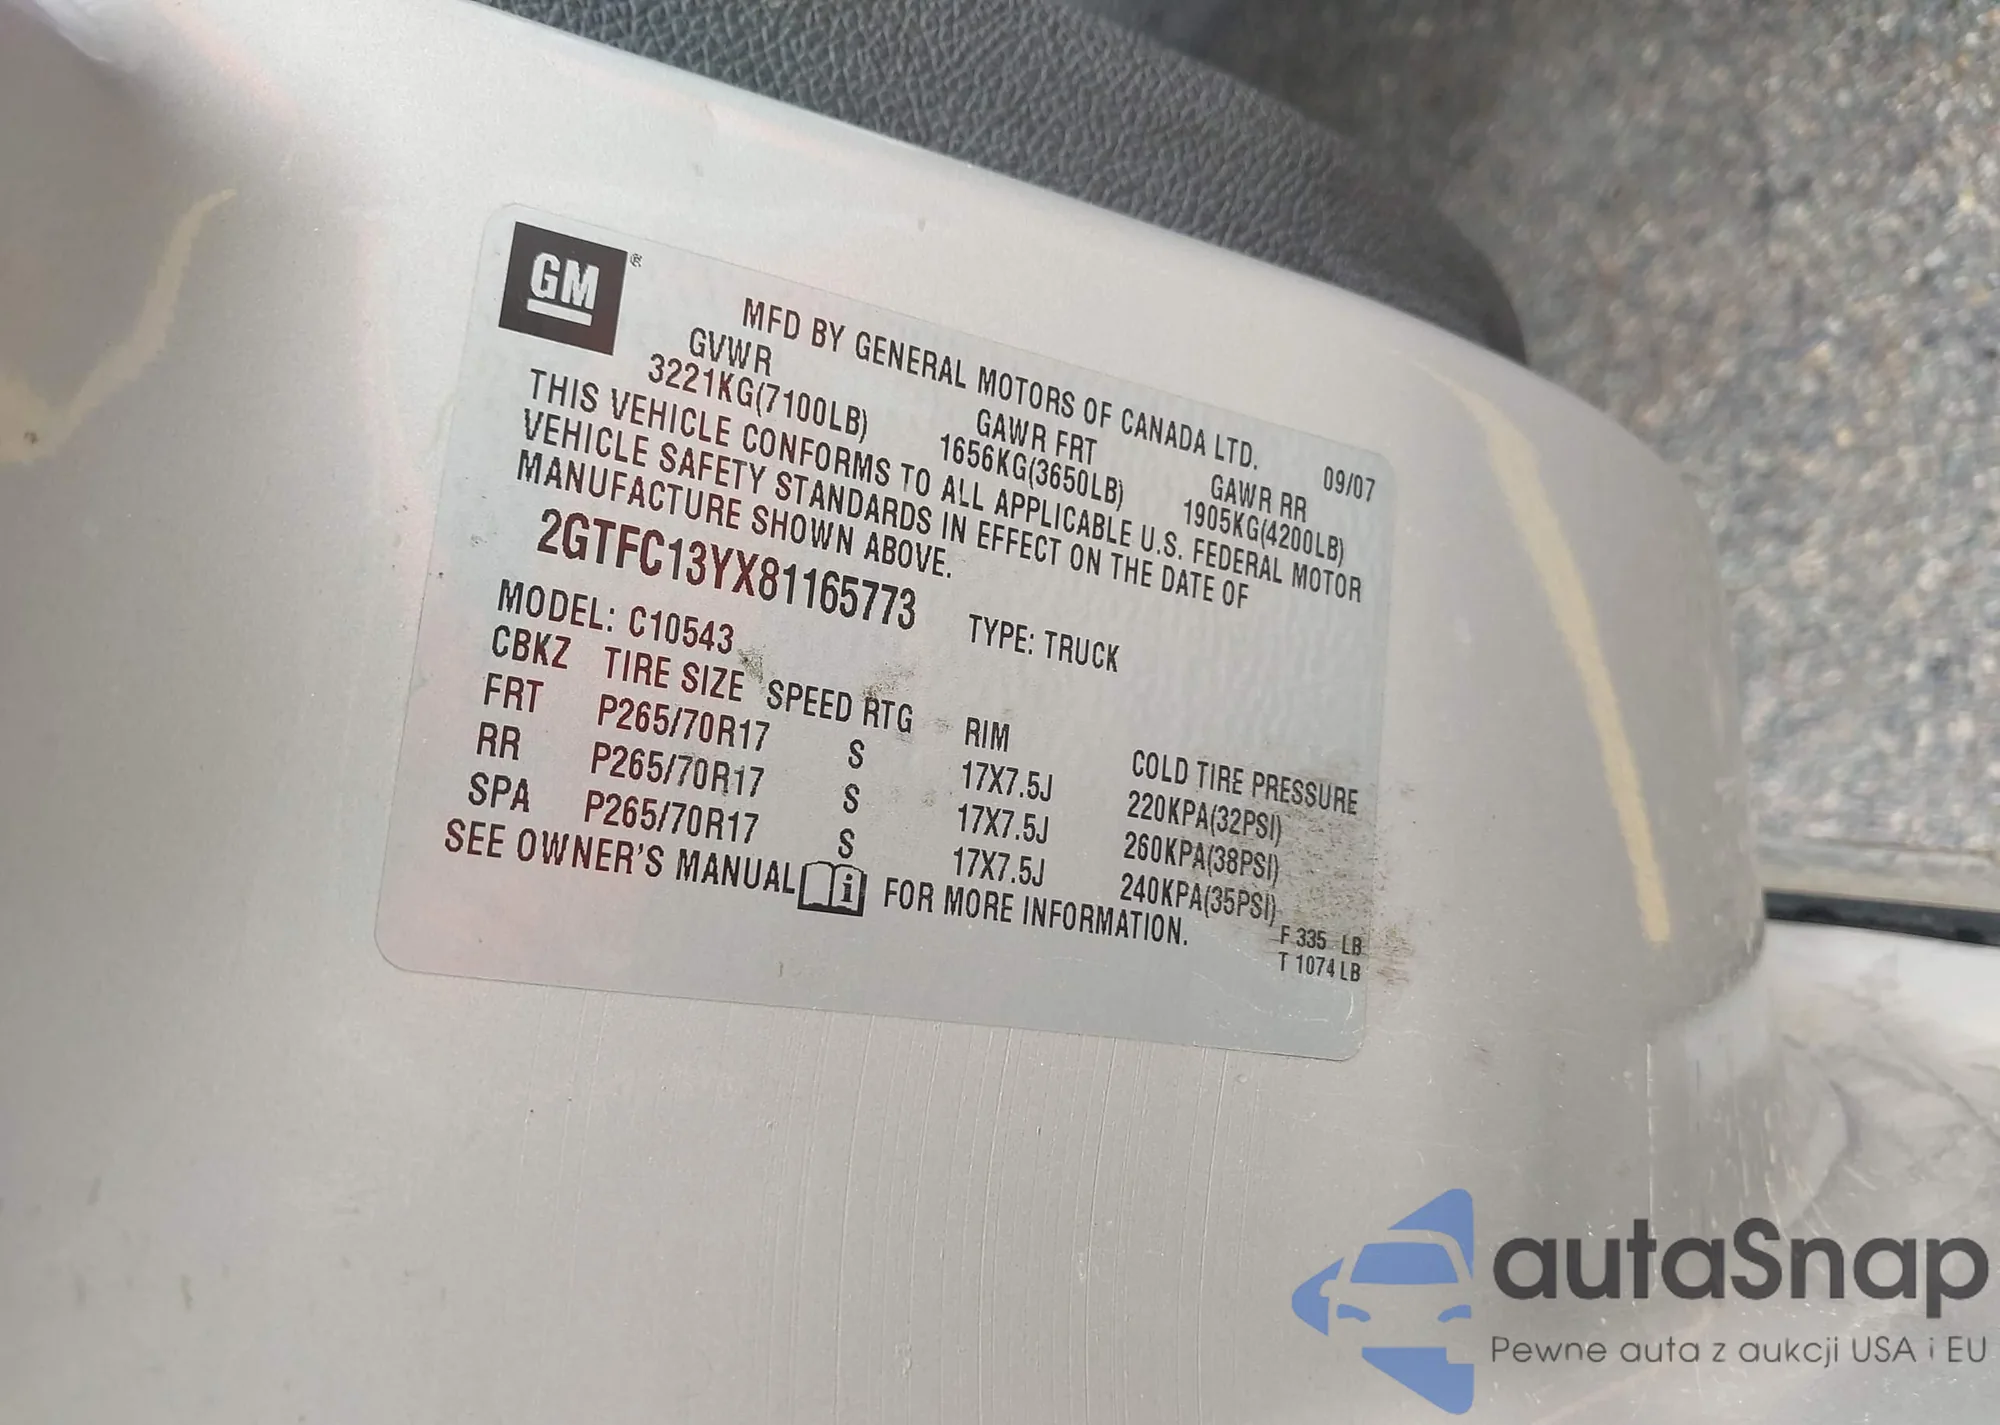 GM ®
MFD BY GENERAL MOTORS OF CANADA LTD. 09/07
GVWR GAWR FRT GAWR RR
3221KG(7100LB) 1656KG(3650LB) 1905KG(4200LB)
THIS VEHICLE CONFORMS TO ALL APPLICABLE U.S. FEDERAL MOTOR
VEHICLE SAFETY STANDARDS IN EFFECT ON THE DATE OF
MANUFACTURE SHOWN ABOVE.
2GTFC13YX81165773 TYPE: TRUCK
MODEL: C10543
CBKZ TIRE SIZE SPEED RTG RIM COLD TIRE PRESSURE
FRT P265/70R17 S 17X7.5J 220KPA(32PSI)
RR P265/70R17 S 17X7.5J 260KPA(38PSI)
SPA P265/70R17 S 17X7.5J 240KPA(35PSI)
SEE OWNER'S MANUAL i FOR MORE INFORMATION.
F 335 LB
T 1074 LB
autaSnap
Pewne auta z aukcji USA i EU